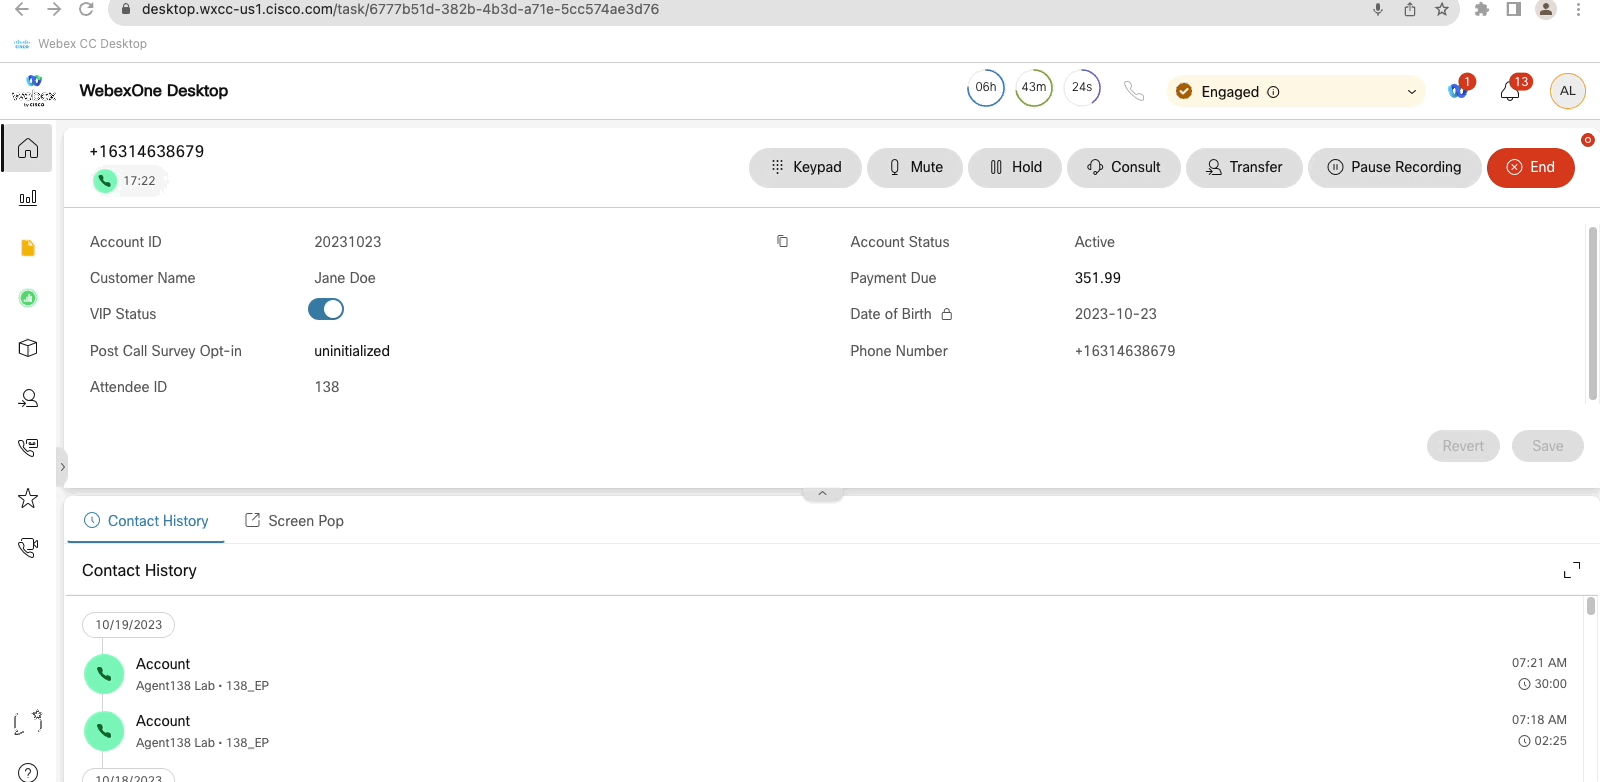 desktop.wxcc-us1.cisco.com/task/6777b51d-382b-4b3d-a71e-5cc574ae3d76
Webex CC Desktop
WebexOne Desktop
06h
43m
24s
Engaged
1
13
AL
+16314638679
17:22
Keypad
Mute
Hold
Consult
Transfer
Pause Recording
End
Account ID
20231023
Account Status
Active
Customer Name
Jane Doe
Payment Due
351.99
VIP Status
Date of Birth
2023-10-23
Post Call Survey Opt-in
uninitialized
Phone Number
+16314638679
Attendee ID
138
Revert
Save
Contact History
Screen Pop
Contact History
10/19/2023
Account
07:21 AM
Agent138 Lab • 138_EP
30:00
Account
07:18 AM
Agent138 Lab • 138_EP
02:25
10/18/2023